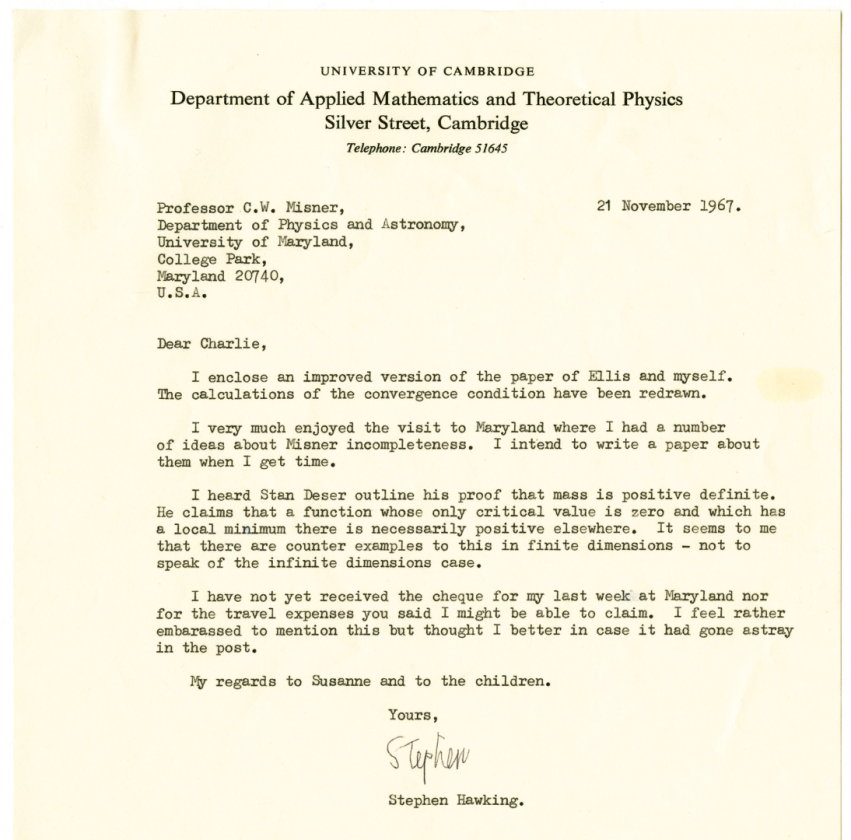 UNIVERSITY OF CAMBRIDGE
Department of Applied Mathematics and Theoretical Physics
Silver Street, Cambridge
Telephone: Cambridge 51645
Professor C.W. Misner, 21 November 1967.
Department of Physics and Astronomy,
University of Maryland,
College Park,
Maryland 20740,
U.S.A.
Dear Charlie,
I enclose an improved version of the paper of Ellis and myself.
The calculations of the convergence condition have been redrawn.
I very much enjoyed the visit to Maryland where I had a number
of ideas about Misner incompleteness. I intend to write a paper about
them when I get time.
I heard Stan Deser outline his proof that mass is positive definite.
He claims that a function whose only critical value is zero and which has
a local minimum there is necessarily positive elsewhere. It seems to me
that there are counter examples to this in finite dimensions - not to
speak of the infinite dimensions case.
I have not yet received the cheque for my last week at Maryland nor
for the travel expenses you said I might be able to claim. I feel rather
embarassed to mention this but thought I better in case it had gone astray
in the post.
My regards to Susanne and to the children.
Yours,
Stephen
Stephen Hawking.